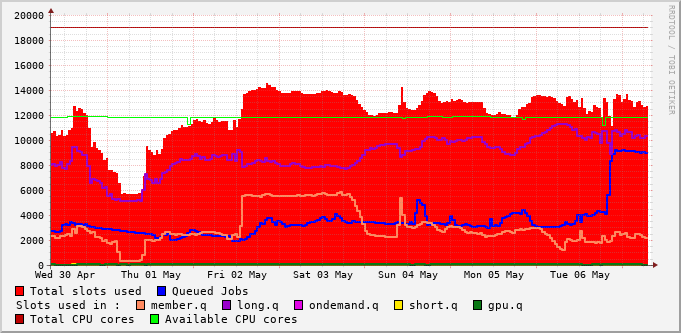 20000
18000
16000
14000
12000
10000
8000
6000
4000
2000
0
Wed 30 Apr Thu 01 May Fri 02 May Sat 03 May Sun 04 May Mon 05 May Tue 06 May
Total slots used Queued Jobs
Slots used in : member.q long.q ondemand.q short.q gpu.q
Total CPU cores Available CPU cores
RRDTOOL / TOBI OETIKER